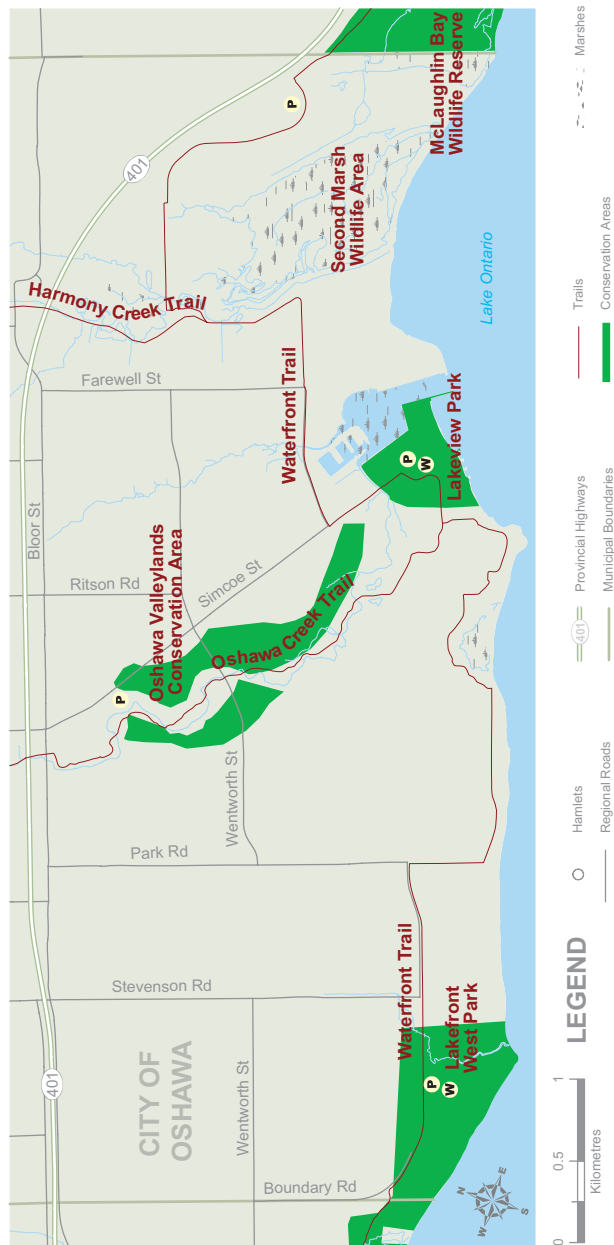 401
Bloor St
Harmony Creek Trail
401
McLaughlin Bay
Wildlife Reserve
P
Second Marsh
Wildlife Area
Farewell St
Waterfront Trail
Lake Ontario
Ritson Rd
Simcoe St
Oshawa Valleylands
Conservation Area
P
Oshawa Creek Trail
P
W
Lakeview Park
Wentworth St
Park Rd
Stevenson Rd
Waterfront Trail
CITY OF
OSHAWA
Wentworth St
Lakefront
West Park
P
W
Boundary Rd
N
E
S
W
0
0.5
1
Kilometres
LEGEND
Hamlets
Regional Roads
401
Provincial Highways
Municipal Boundaries
Trails
Conservation Areas
Marshes